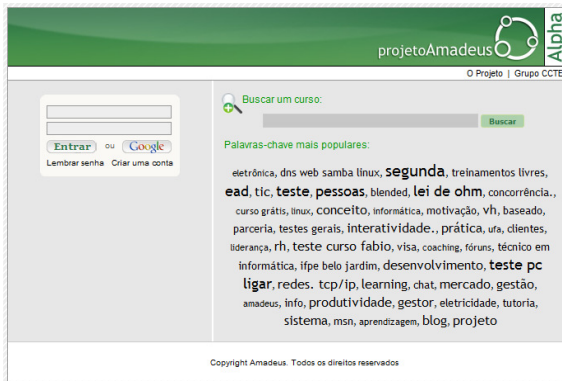 projetoAmadeus
Alpha
O Projeto | Grupo CCTE
Entrar ou Google
Lembrar senha Criar uma conta
Buscar um curso:
Buscar
Palavras-chave mais populares:
eletrônica, dns web samba linux, segunda, treinamentos livres,
ead, tic, teste, pessoas, blended, lei de ohm, concorrência.,
curso grátis, linux, conceito, informática, motivação, vh, baseado,
parceria, testes gerais, interatividade., prática, ufa, clientes,
liderança, rh, teste curso fabio, visa, coaching, fóruns, técnico em
informática, ifpe belo jardim, desenvolvimento, teste pc
ligar, redes. tcp/ip, learning, chat, mercado, gestão,
amadeus, info, produtividade, gestor, eletricidade, tutoria,
sistema, msn, aprendizagem, blog, projeto
Copyright Amadeus. Todos os direitos reservados